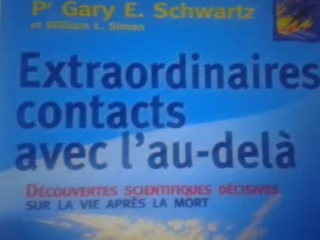 Pr Gary E. Schwartz
et William L. Simon
Extraordinaires
contacts
avec l'au-delà
DÉCOUVERTES SCIENTIFIQUES DÉCISIVES
SUR LA VIE APRÈS LA MORT